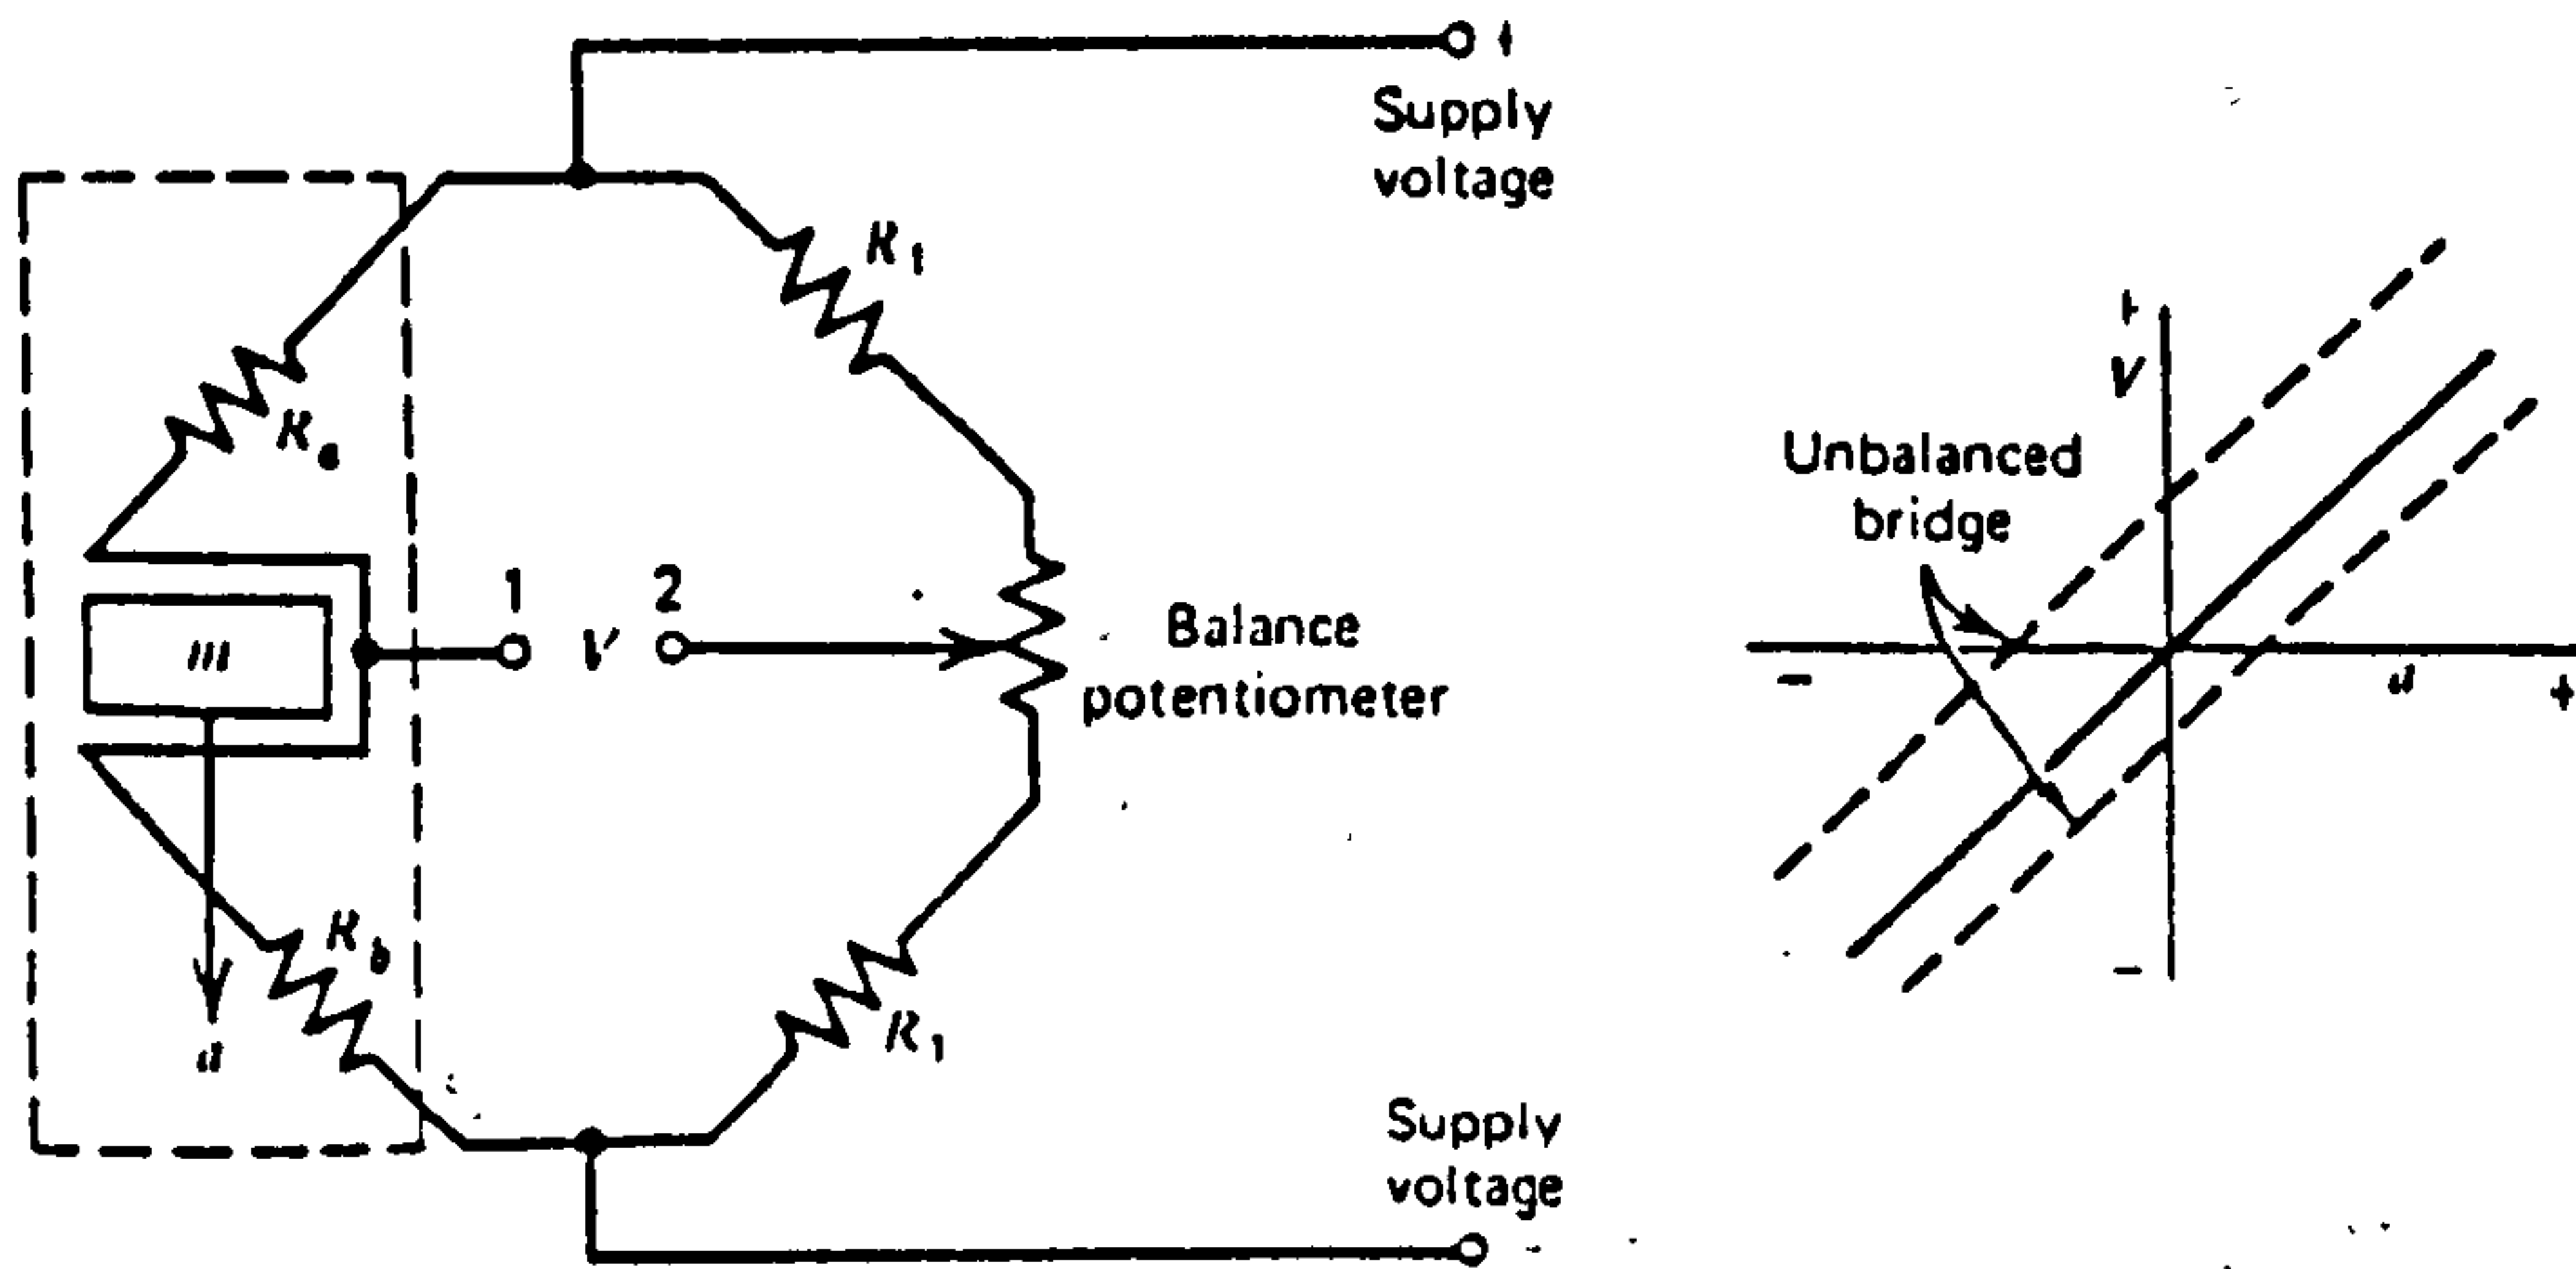 +
Supply
voltage
R1
Ra
m
1
V
2
Balance
potentiometer
Rb
a
R1
Supply
voltage
-
+
V
Unbalanced
bridge
-
a
+
-